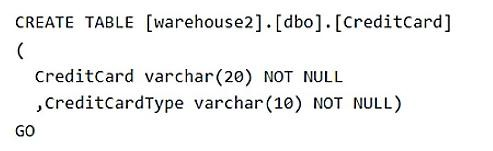 CREATE TABLE [warehouse2].[dbo].[CreditCard]
(
CreditCard varchar(20) NOT NULL
,CreditCardType varchar(10) NOT NULL)
GO